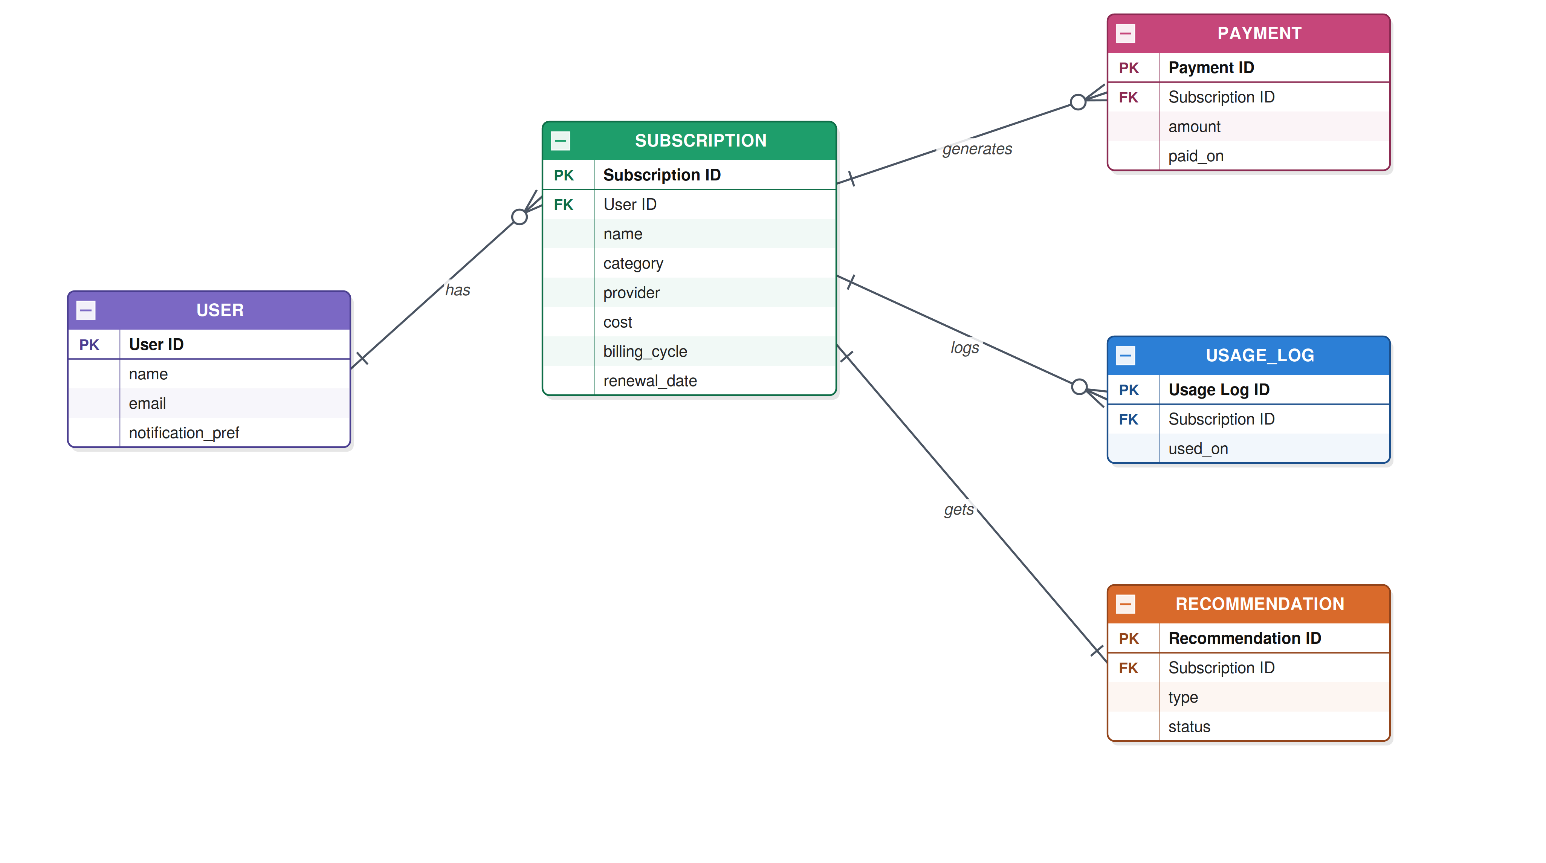 PAYMENT
PK Payment ID
FK Subscription ID
amount
paid_on
generates
SUBSCRIPTION
PK Subscription ID
FK User ID
name
category
provider
cost
billing_cycle
renewal_date
has
USER
PK User ID
name
email
notification_pref
logs
USAGE_LOG
PK Usage Log ID
FK Subscription ID
used_on
gets
RECOMMENDATION
PK Recommendation ID
FK Subscription ID
type
status